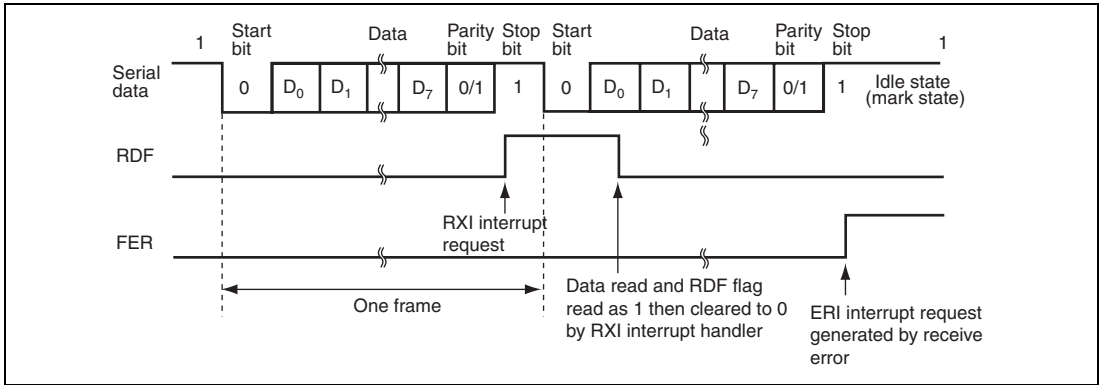 1 Start bit Data Parity bit Stop bit Start bit Data Parity bit Stop bit 1
Serial data 0 D0 D1 D7 0/1 1 0 D0 D1 D7 0/1 1 Idle state (mark state)
RDF
RXI interrupt request
FER
One frame
Data read and RDF flag
read as 1 then cleared to 0
by RXI interrupt handler
ERI interrupt request
generated by receive
error